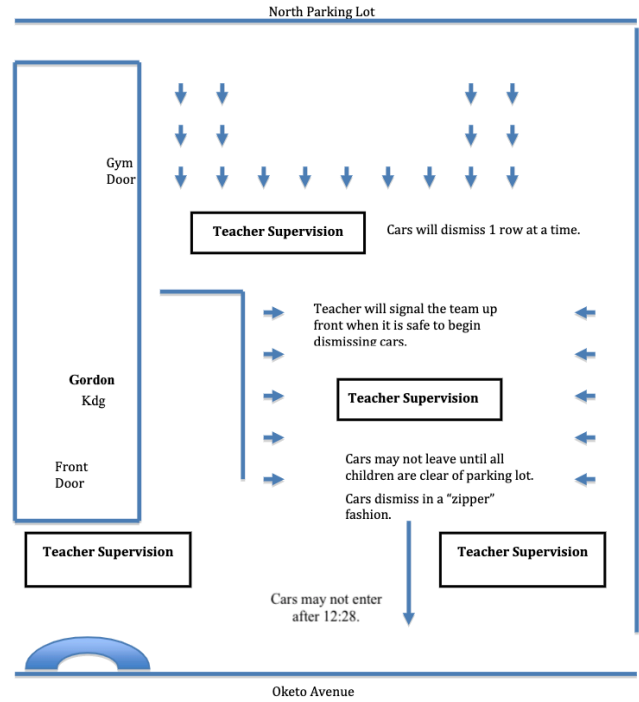 North Parking Lot
Gym
Door
Teacher Supervision
Cars will dismiss 1 row at a time.
Teacher will signal the team up
front when it is safe to begin
dismissing cars.
Gordon
Kdg
Teacher Supervision
Front
Door
Cars may not leave until all
children are clear of parking lot.
Cars dismiss in a “zipper”
fashion.
Teacher Supervision
Teacher Supervision
Cars may not enter
after 12:28.
Oketo Avenue